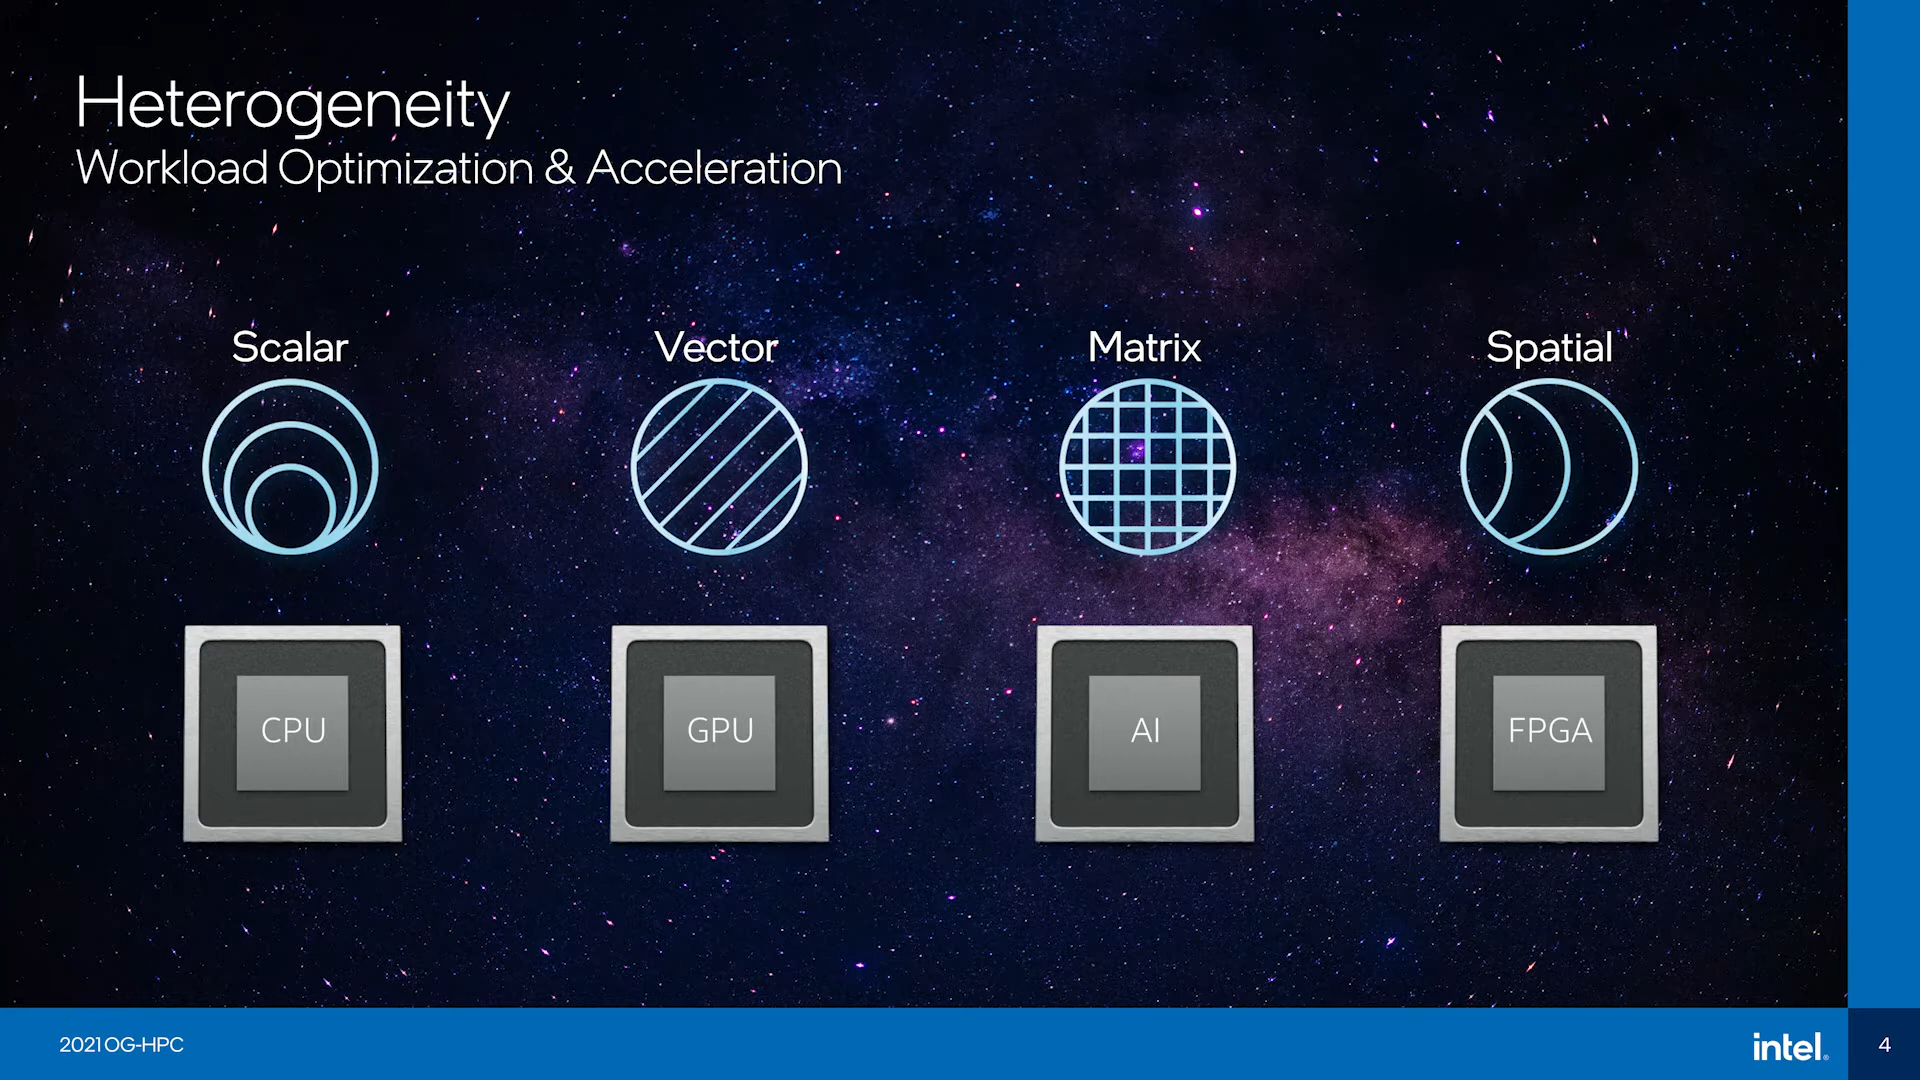 Heterogeneity
Workload Optimization & Acceleration
Scalar
Vector
Matrix
Spatial
CPU
GPU
AI
FPGA
2021 OG-HPC
intel.
4